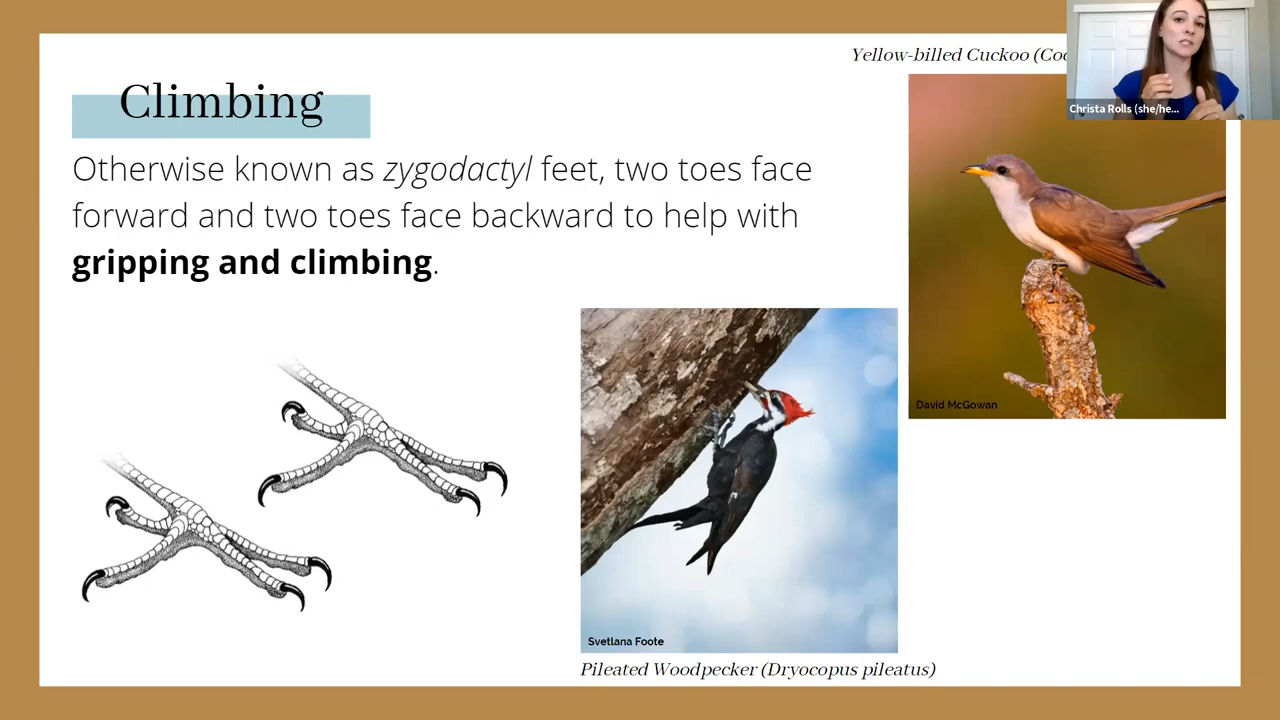 Yellow-billed Cuckoo
Christa Rolls (she/he...
Climbing
Otherwise known as zygodactyl feet, two toes face
forward and two toes face backward to help with
gripping and climbing.
David McGowan
Svetlana Foote
Pileated Woodpecker (Dryocopus pileatus)